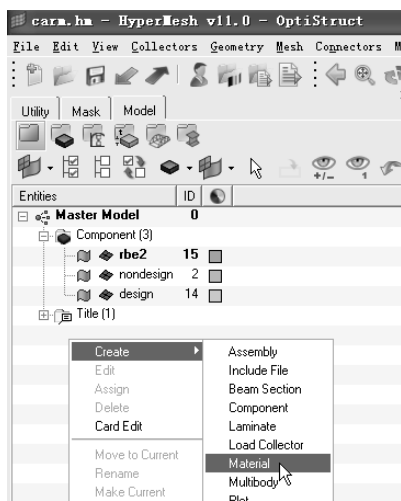 carm.hm - HyperMesh v11.0 - OptiStruct
File Edit View Collectors Geometry Mesh Connectors
Utility Mask Model
+/- 1
Entities ID
Master Model 0
Component (3)
rbe2 15
nondesign 2
design 14
Title (1)
Create Assembly
Edit Include File
Assign Beam Section
Delete Component
Card Edit Laminate
Load Collector
Move to Current Material
Rename Multibody
Make Current Plot